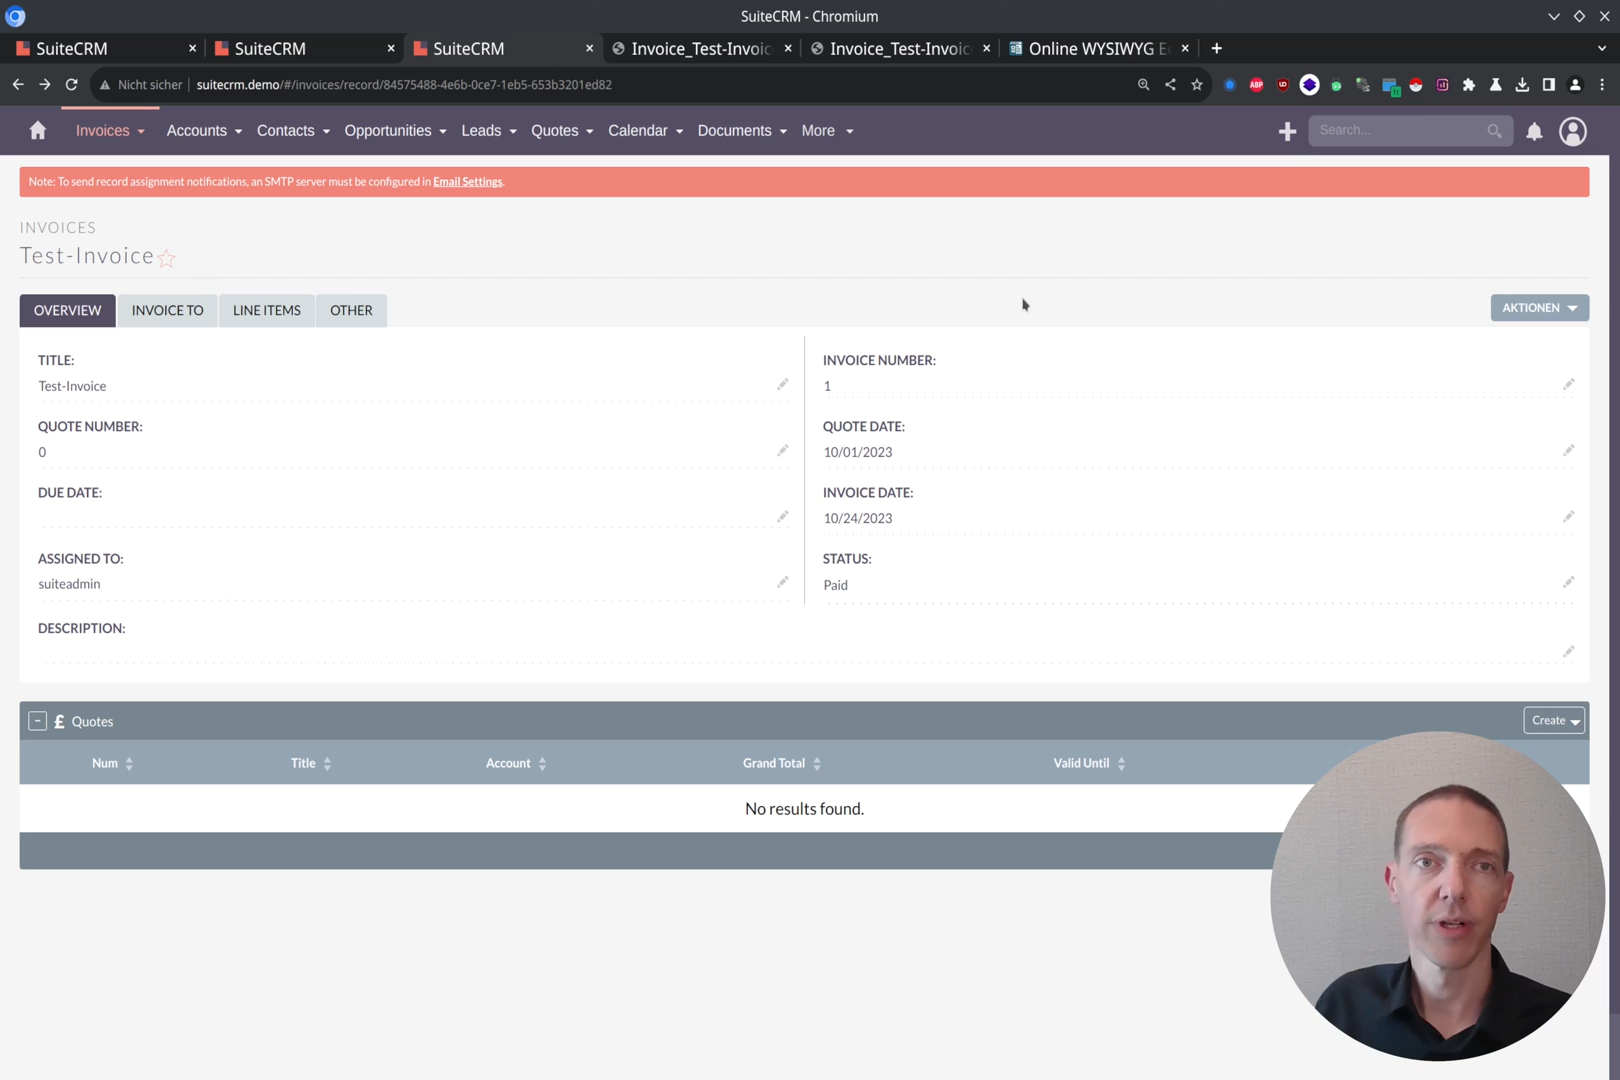 SuiteCRM - Chromium
SuiteCRM
SuiteCRM
SuiteCRM
Invoice_Test-Invoic
Invoice_Test-Invoic
Online WYSIWYG E
Nicht sicher
suitecrm.demo/#/invoices/record/84575488-4e6b-0ce7-1eb5-653b3201ed82
Invoices
Accounts
Contacts
Opportunities
Leads
Quotes
Calendar
Documents
More
Search...
Note: To send record assignment notifications, an SMTP server must be configured in Email Settings.
INVOICES
Test-Invoice
OVERVIEW
INVOICE TO
LINE ITEMS
OTHER
AKTIONEN
TITLE:
Test-Invoice
INVOICE NUMBER:
1
QUOTE NUMBER:
0
QUOTE DATE:
10/01/2023
DUE DATE:
INVOICE DATE:
10/24/2023
ASSIGNED TO:
suiteadmin
STATUS:
Paid
DESCRIPTION:
£ Quotes
Create
Num
Title
Account
Grand Total
Valid Until
No results found.